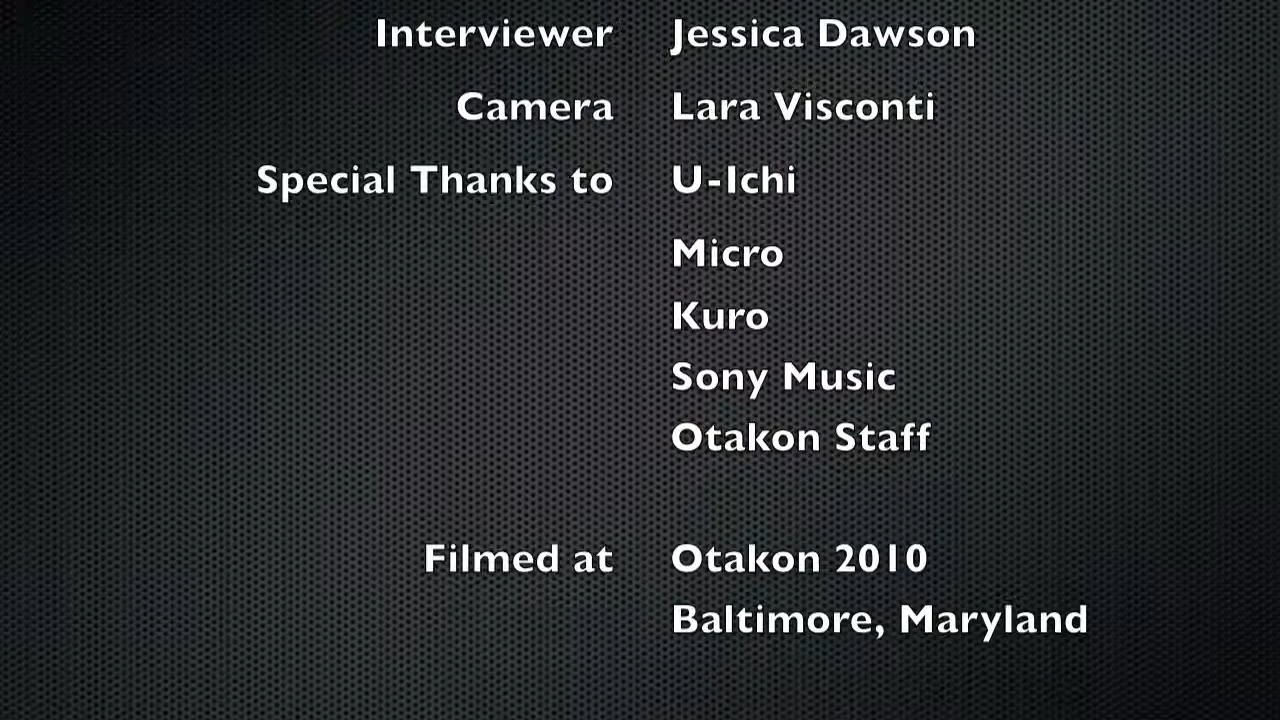 Interviewer Jessica Dawson
Camera Lara Visconti
Special Thanks to U-Ichi
Micro
Kuro
Sony Music
Otakon Staff
Filmed at Otakon 2010
Baltimore, Maryland